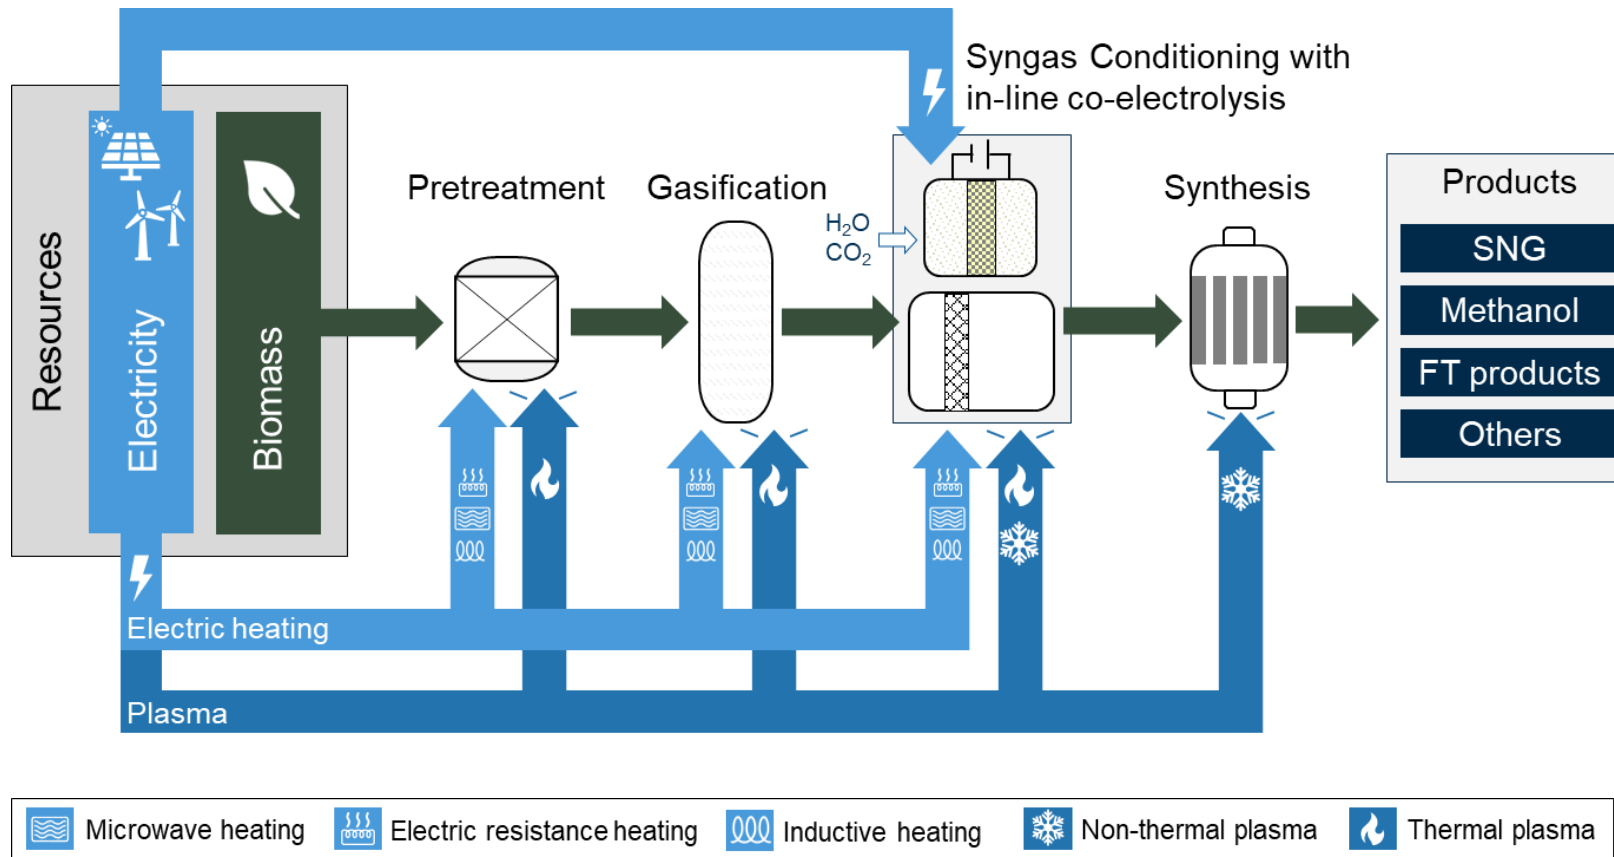 Syngas Conditioning with
in-line co-electrolysis
Resources
Electricity
Biomass
Pretreatment
Gasification
H₂O
CO₂
Synthesis
Products
SNG
Methanol
FT products
Others
Electric heating
Plasma
Microwave heating
Electric resistance heating
Inductive heating
Non-thermal plasma
Thermal plasma